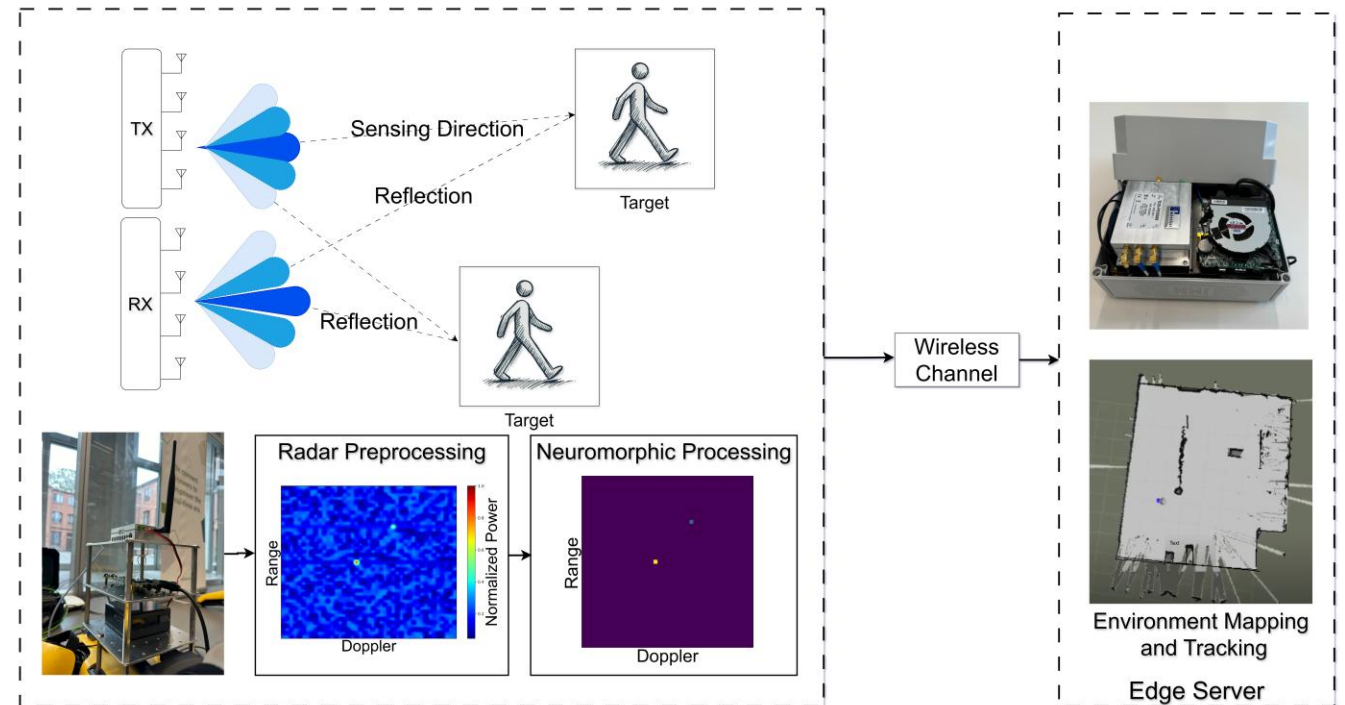 TX
Sensing Direction
Reflection
Target
RX
Reflection
Target
Wireless
Channel
Radar Preprocessing
Range
Doppler
Normalized Power
Neuromorphic Processing
Range
Doppler
Environment Mapping
and Tracking
Edge Server